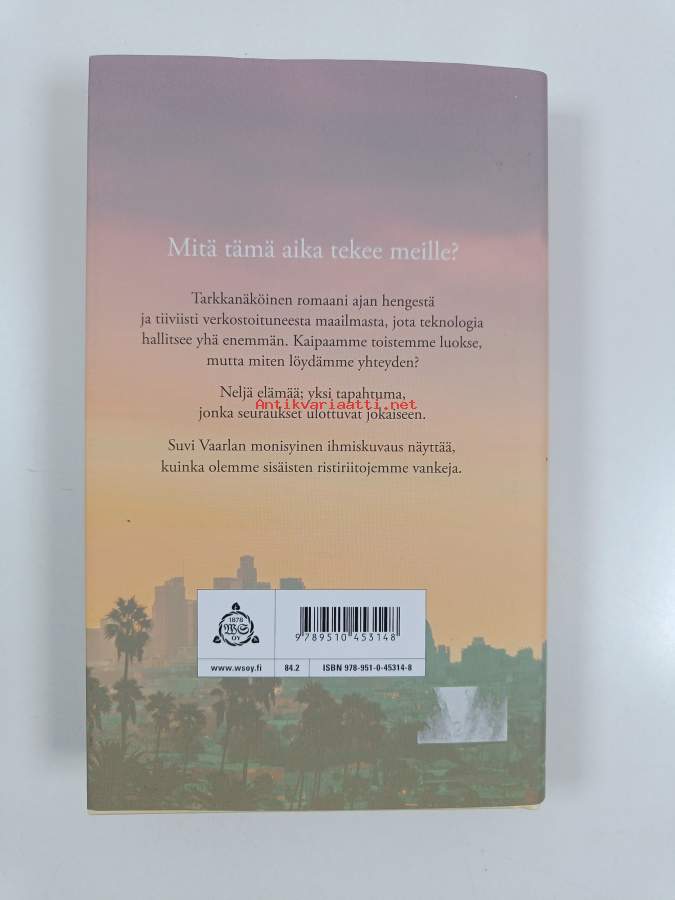 Mitä tämä aika tekee meille?
Tarkkanäköinen romaani ajan hengestä
ja tiiviisti verkostoituneesta maailmasta, jota teknologia
hallitsee yhä enemmän. Kaipaamme toistemme luokse,
mutta miten löydämme yhteyden?
Neljä elämää; yksi tapahtuma,
Antikvariaatti.net
jonka seuraukset ulottuvat jokaiseen.
Suvi Vaarlan monisyinen ihmiskuvaus näyttää,
kuinka olemme sisäisten ristiriitojemme vankeja.
1878
WS
OY
9 789510 453148
www.wsoy.fi
84.2
ISBN 978-951-0-45314-8